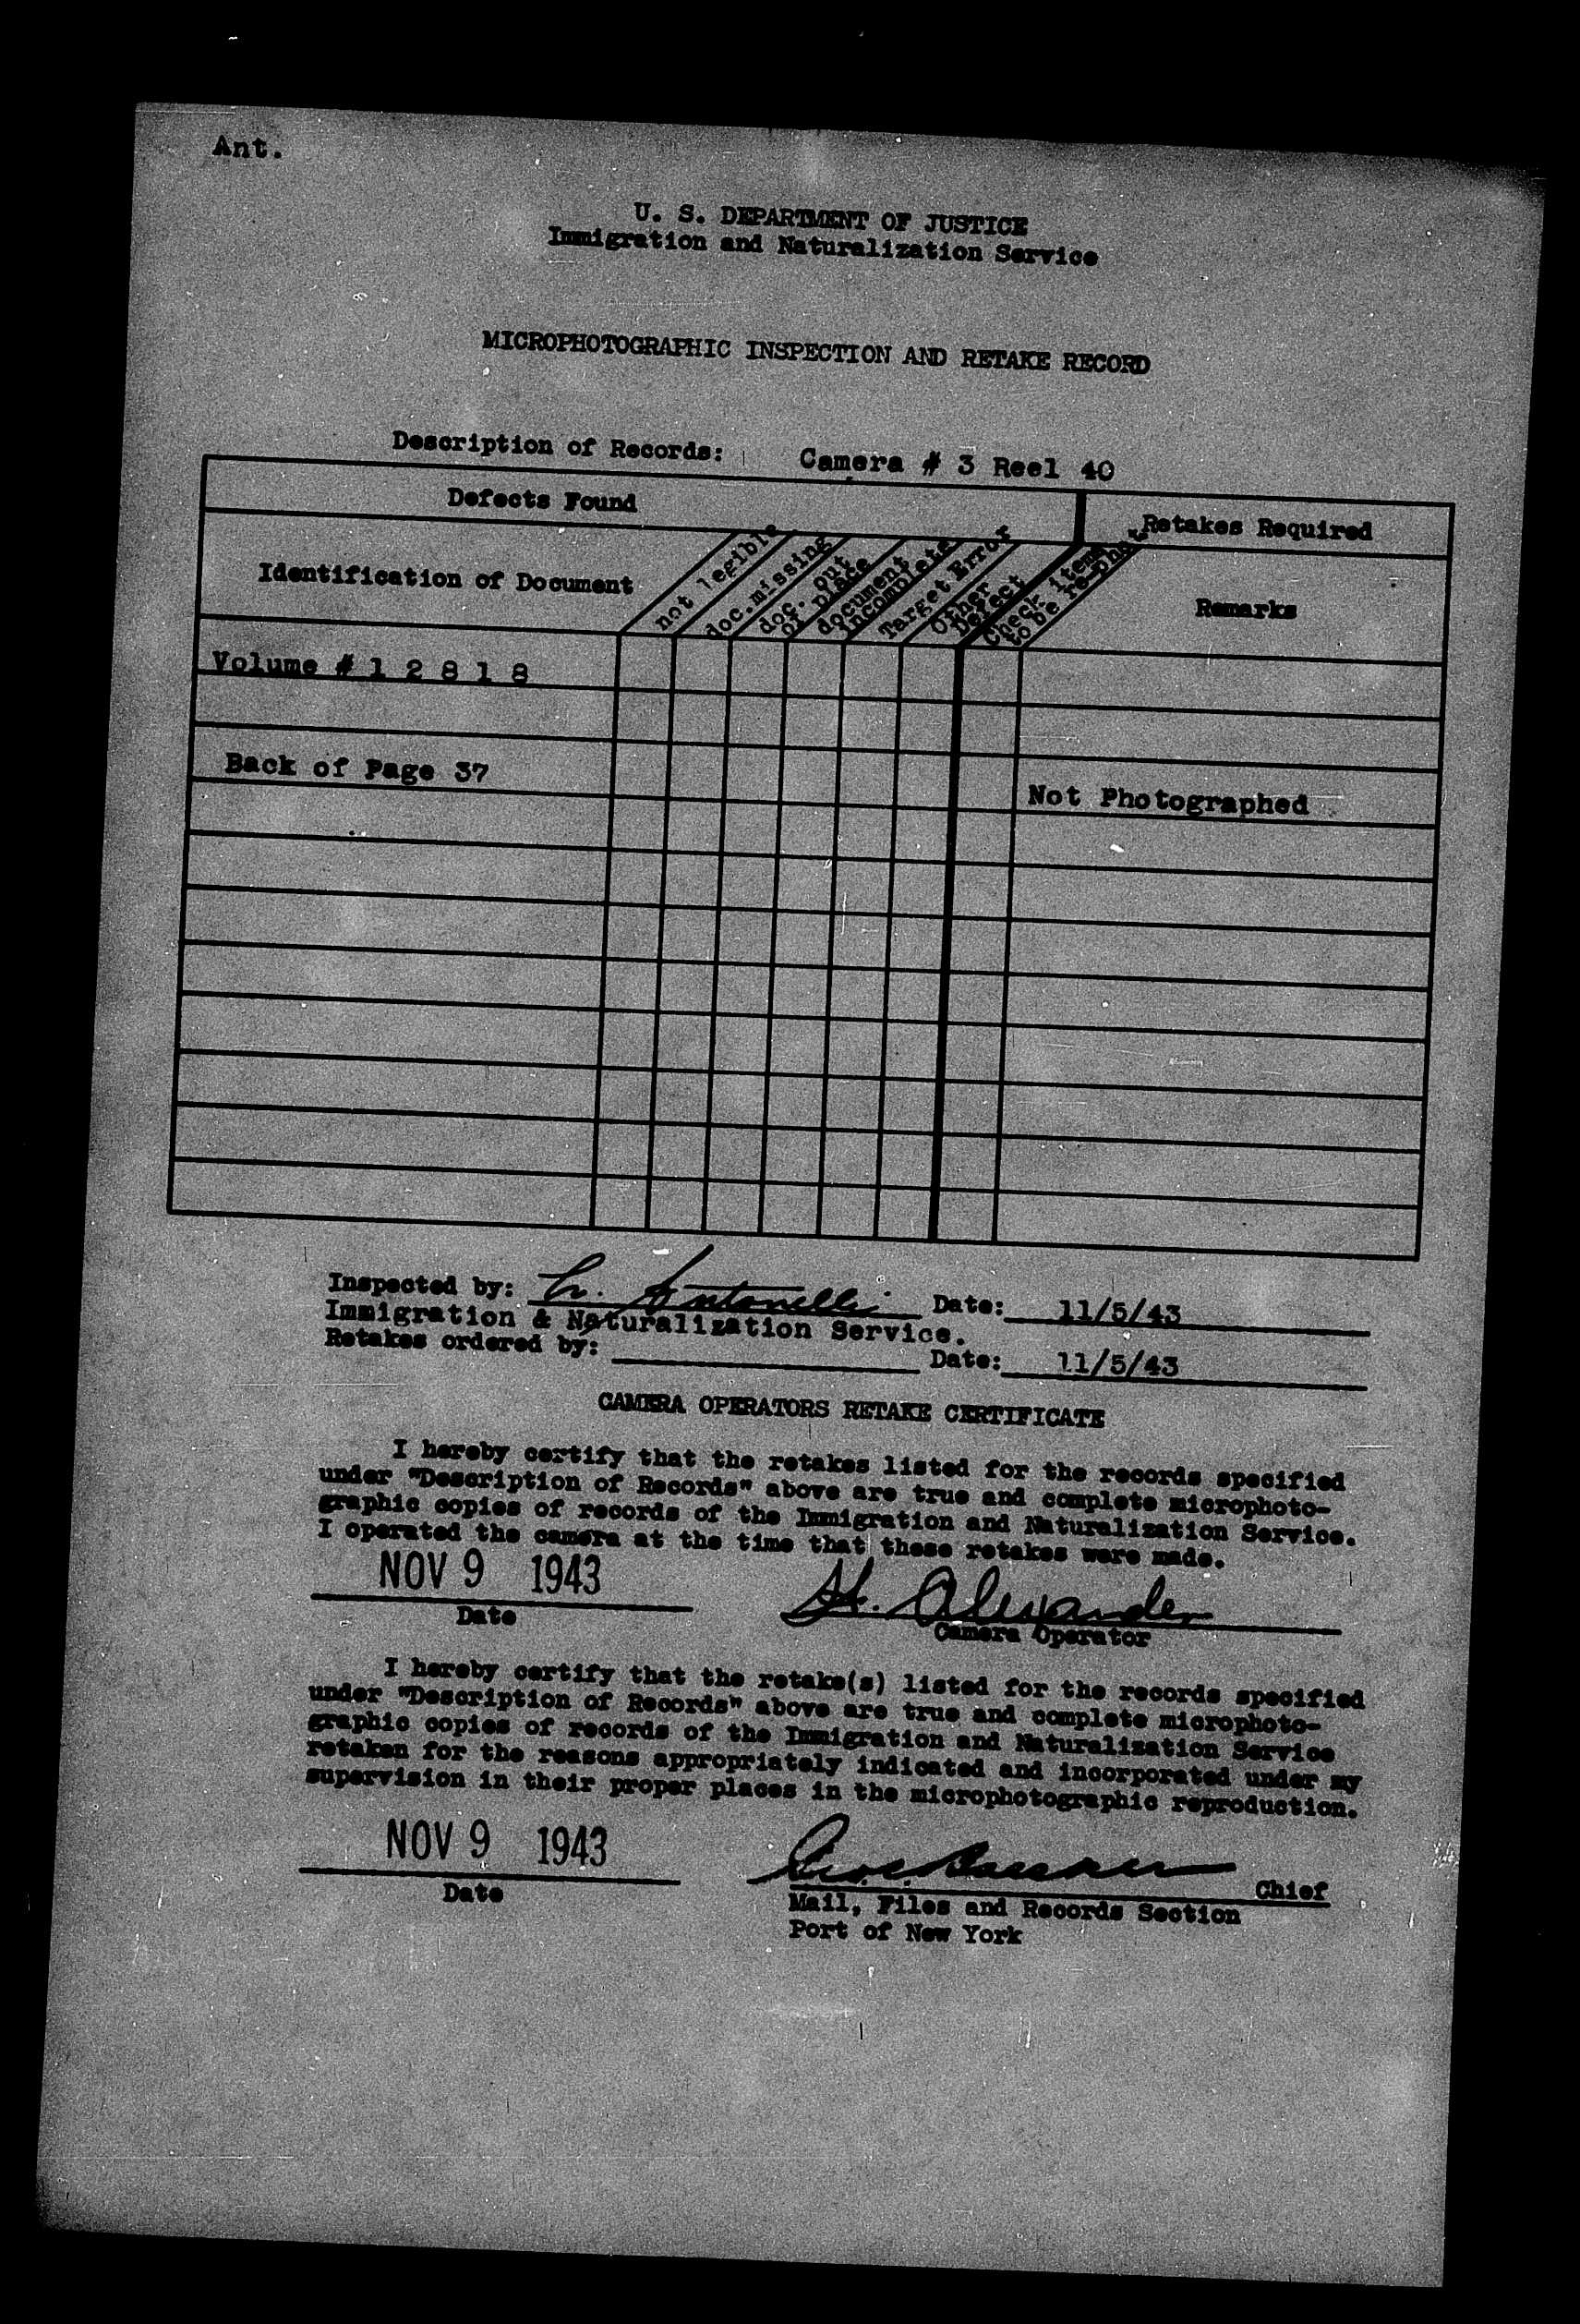 Ant.
U. S. DEPARTMENT OF JUSTICE
Immigration and Naturalization Service
MICROPHOTOGRAPHIC INSPECTION AND RETAKE RECORD
Description of Records: Camera # 3 Reel 40
Defects Found
Retakes Required
Identification of Document
not legible
doc.missing
doc. out
of place
document
incomplete
Target Error
Other
Defect
Check items
to be re-phot.
Remarks
Volume # 1 2 8 1 8
Back of Page 37
Not Photographed
Inspected by: Antonelli Date: 11/5/43
Immigration & Naturalization Service.
Retakes ordered by: Date: 11/5/43
CAMERA OPERATORS RETAKE CERTIFICATE
I hereby certify that the retakes listed for the records specified
under "Description of Records" above are true and complete microphoto-
graphic copies of records of the Immigration and Naturalization Service.
I operated the camera at the time that these retakes were made.
NOV 9 1943 H. Alexander
Date
Camera Operator
I hereby certify that the retake(s) listed for the records specified
under "Description of Records" above are true and complete microphoto-
graphic copies of records of the Immigration and Naturalization Service
retaken for the reasons appropriately indicated and incorporated under my
supervision in their proper places in the microphotographic reproduction.
NOV 9 1943
Date
Chief
Mail, Files and Records Section
Port of New York